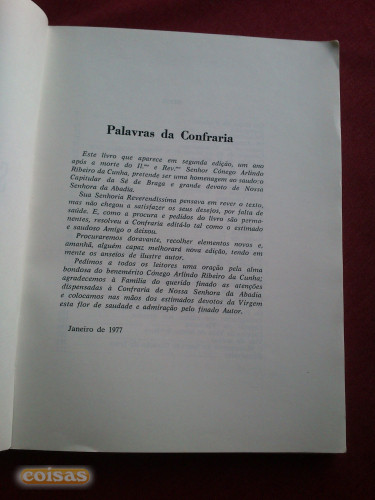 Palavras da Confraria
Este livro que aparece em segunda edição, um ano
após a morte do Il.mo e Rev.mo Senhor Cónego Arlindo
Ribeiro da Cunha, pretende ser uma homenagem ao saudoso
Capitular da Sé de Braga e grande devoto de Nossa
Senhora da Abadia.
Sua Senhoria Reverendíssima pensava em rever o texto,
mas não chegou a satisfazer os seus desejos, por falta de
saúde. E, como a procura e pedidos do livro são perma-
nentes, resolveu a Confraria editá-lo tal como o estimado
e saudoso Amigo o deixou.
Procuraremos doravante, recolher elementos novos e,
amanhã, alguém capaz melhorará nova edição, tendo em
mente os anseios de ilustre autor.
Pedimos a todos os leitores uma oração pela alma
bondosa do benemérito Cónego Arlindo Ribeiro da Cunha;
agradecemos à Família do querido finado as atenções
dispensadas à Confraria de Nossa Senhora da Abadia
e colocamos nas mãos dos estimados devotos da Virgem
esta flor de saudade e admiração pelo finado Autor.
Janeiro de 1977
coisas